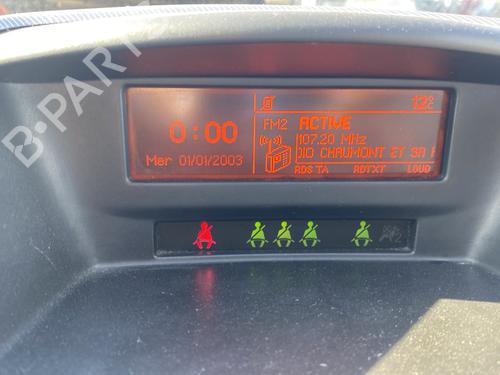 12:2
0:00
Mer 01/01/2003
FM2 ACTIVE
107.20 MHz
DIO CHAUMONT ET SA R
RDS TA RDTXT LOUD
B-PARTS